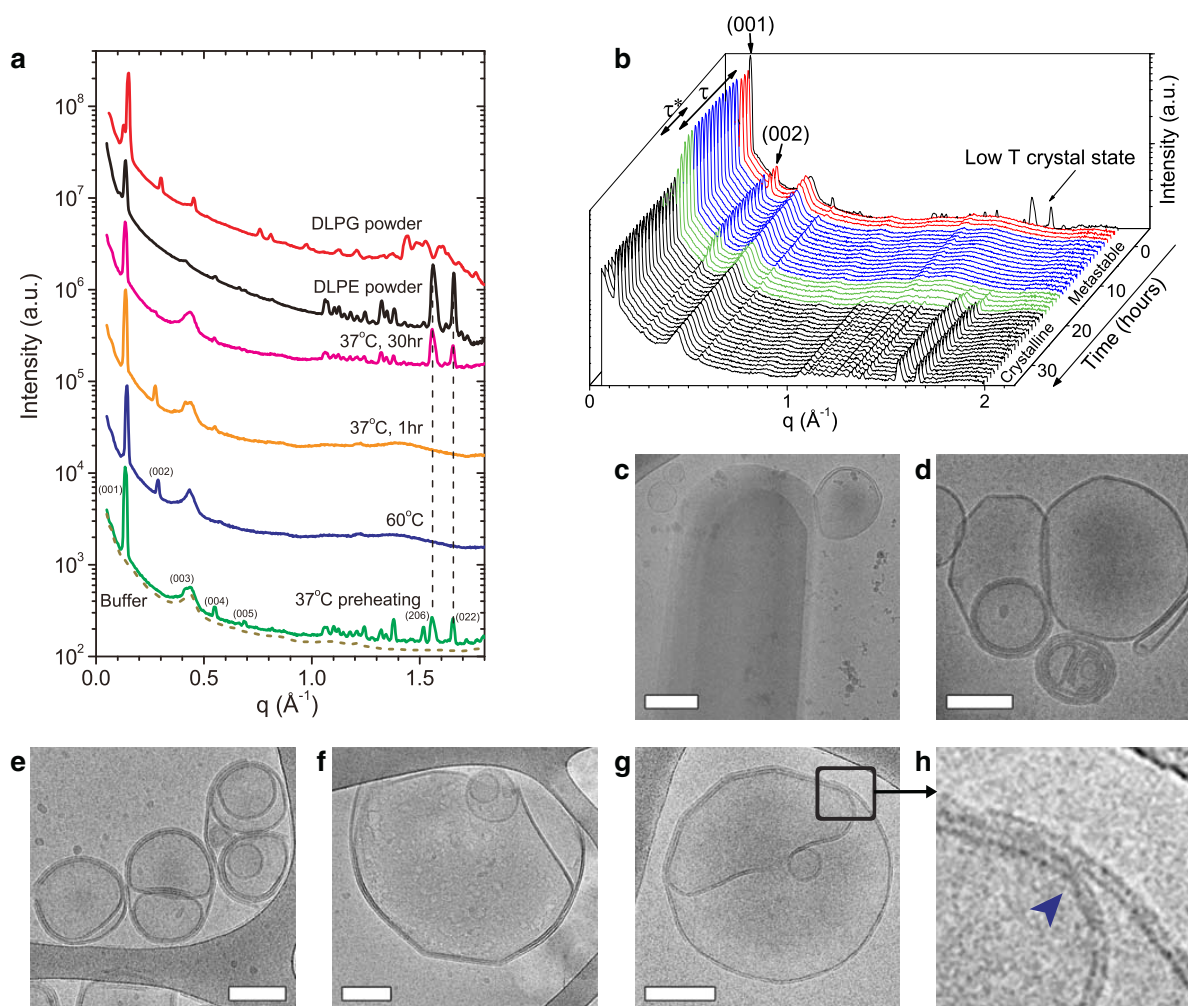 a
Intensity (a.u.)
10⁸
10⁷
10⁶
10⁵
10⁴
10³
10²
DLPG powder
DLPE powder
37°C, 30hr
37°C, 1hr
(001)
(002)
60°C
(003)
(004)
(005)
Buffer
37°C preheating
(206)
(022)
0.0 0.5 1.0 1.5
q (Å⁻¹)
b
(001)
τ*
τ
(002)
Low T crystal state
Intensity (a.u.)
0
10
20
30
Metastable
Crystalline
Time (hours)
0 1 2
q (Å⁻¹)
c
d
e
f
g
h